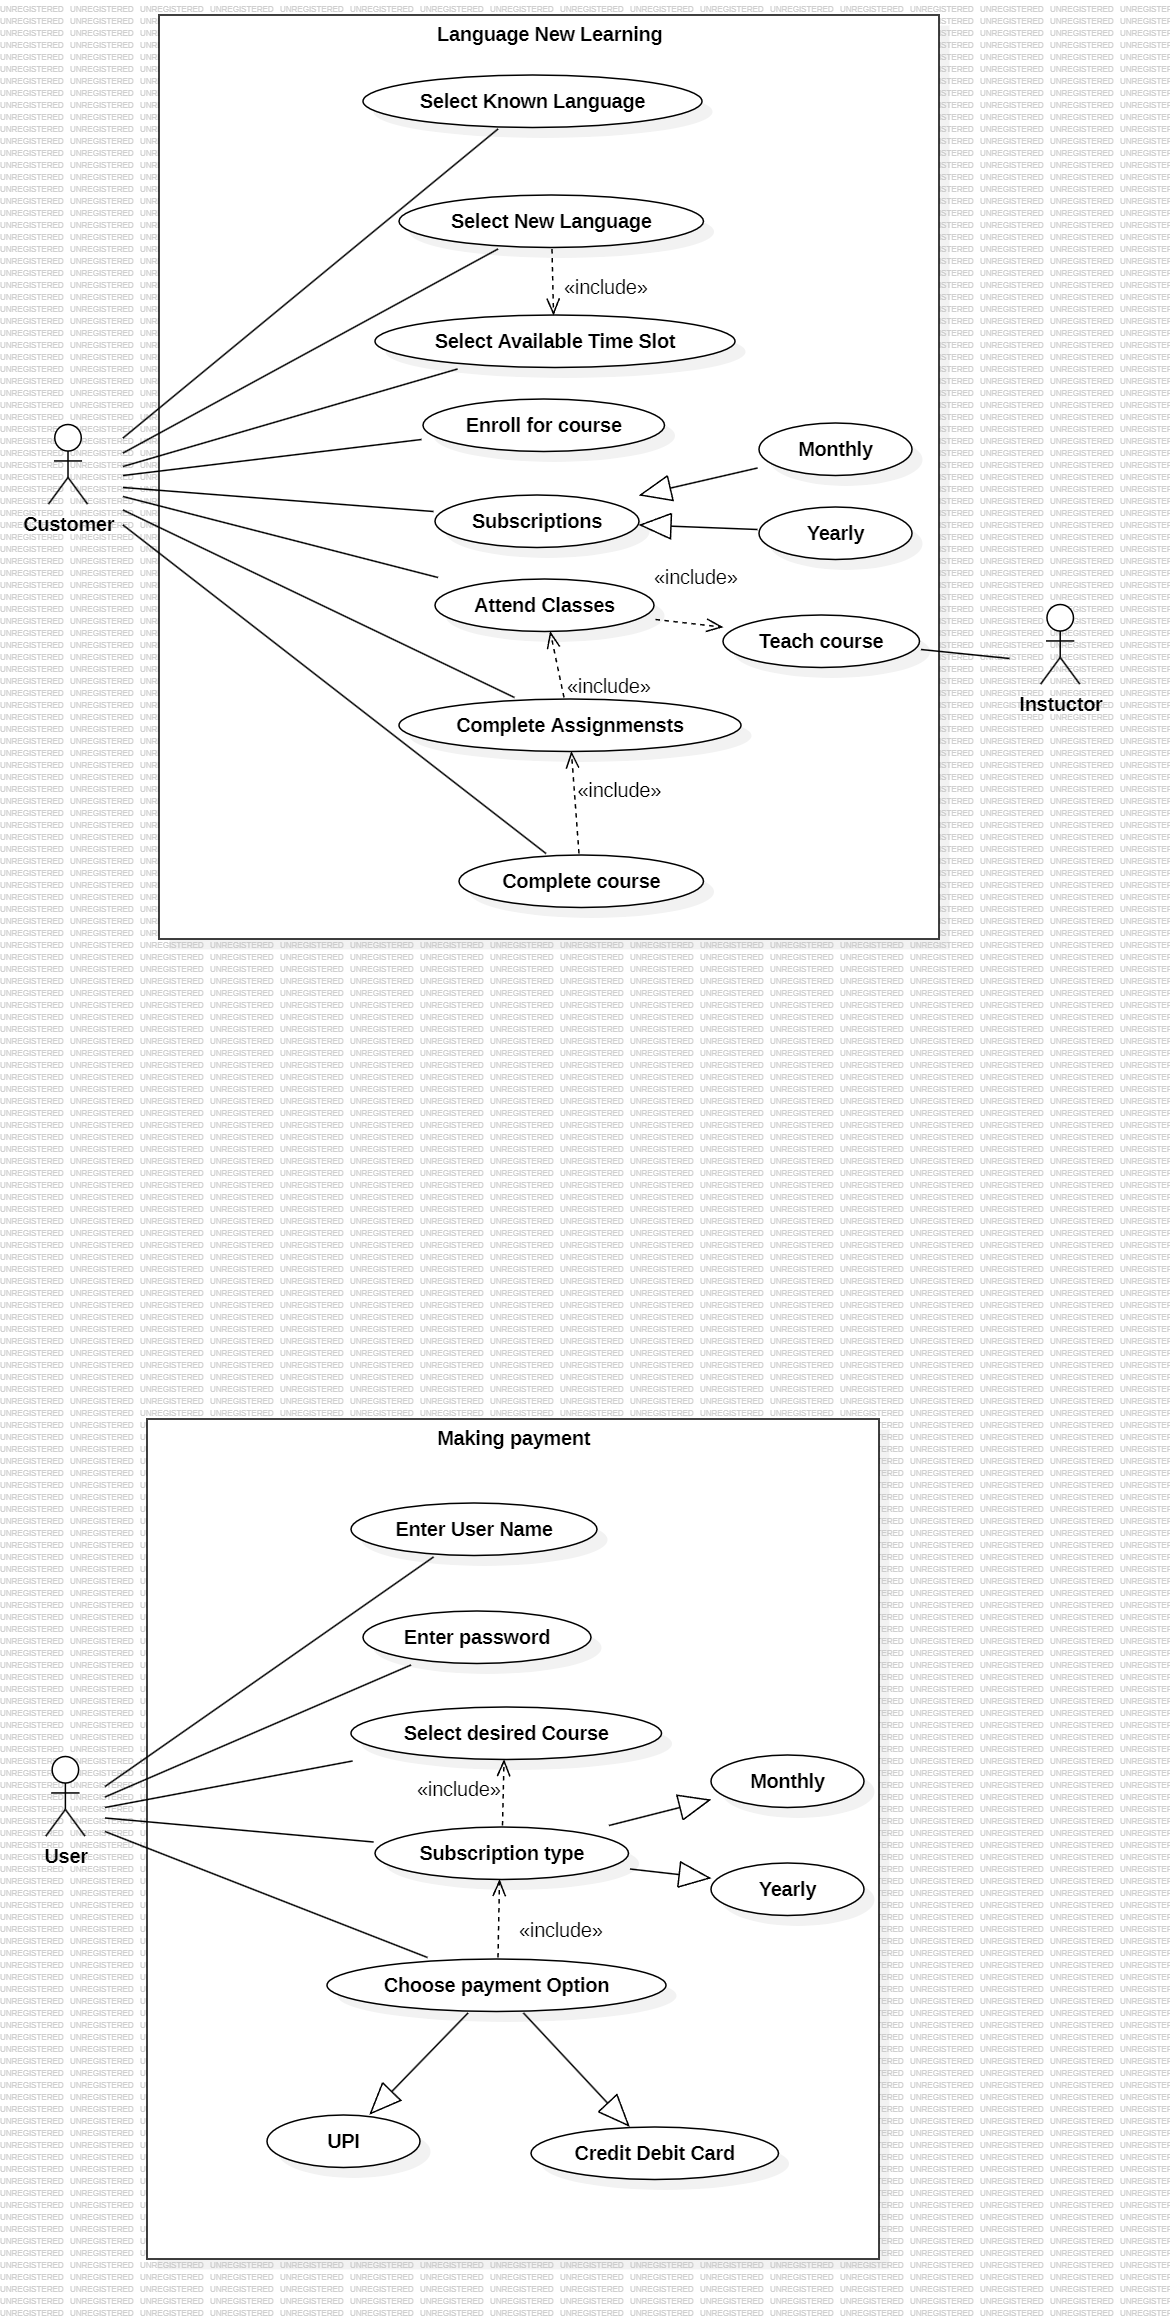 Language New Learning
Select Known Language
Select New Language
«include»
Select Available Time Slot
Enroll for course
Monthly
Customer
Subscriptions
Yearly
«include»
Attend Classes
Teach course
«include»
Instuctor
Complete Assignmensts
«include»
Complete course
Making payment
Enter User Name
Enter password
Select desired Course
«include»
Monthly
User
Subscription type
Yearly
«include»
Choose payment Option
UPI
Credit Debit Card
UNREGISTERED